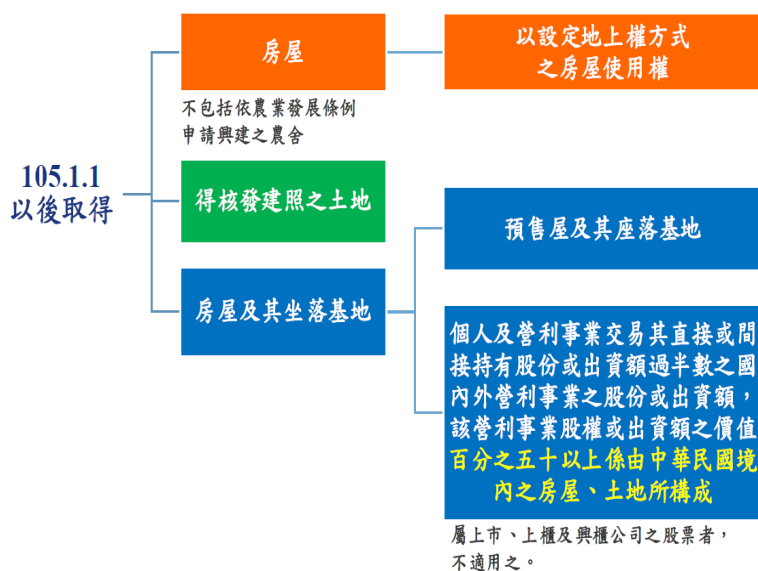 105.1.1
以後取得
房屋
不包括依農業發展條例
申請興建之農舍
以設定地上權方式
之房屋使用權
得核發建照之土地
房屋及其坐落基地
預售屋及其座落基地
個人及營利事業交易其直接或間
接持有股份或出資額過半數之國
內外營利事業之股份或出資額，
該營利事業股權或出資額之價值
百分之五十以上係由中華民國境
內之房屋、土地所構成
屬上市、上櫃及興櫃公司之股票者，
不適用之。